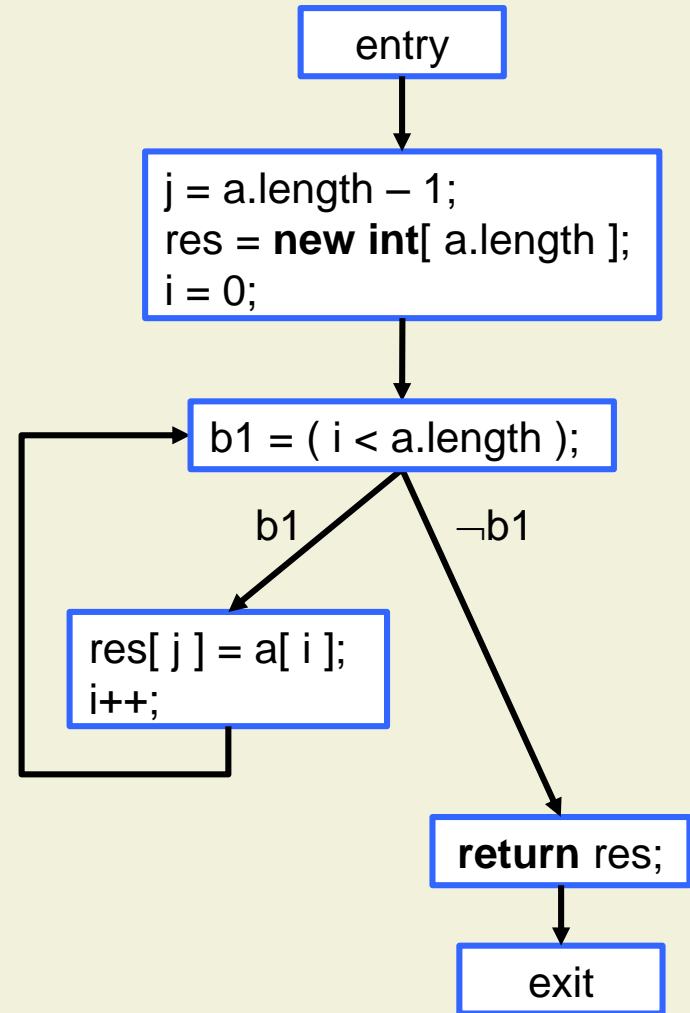 entry
j = a.length – 1;
res = new int[ a.length ];
i = 0;
b1 = ( i < a.length );
b1
¬b1
res[ j ] = a[ i ];
i++;
return res;
exit